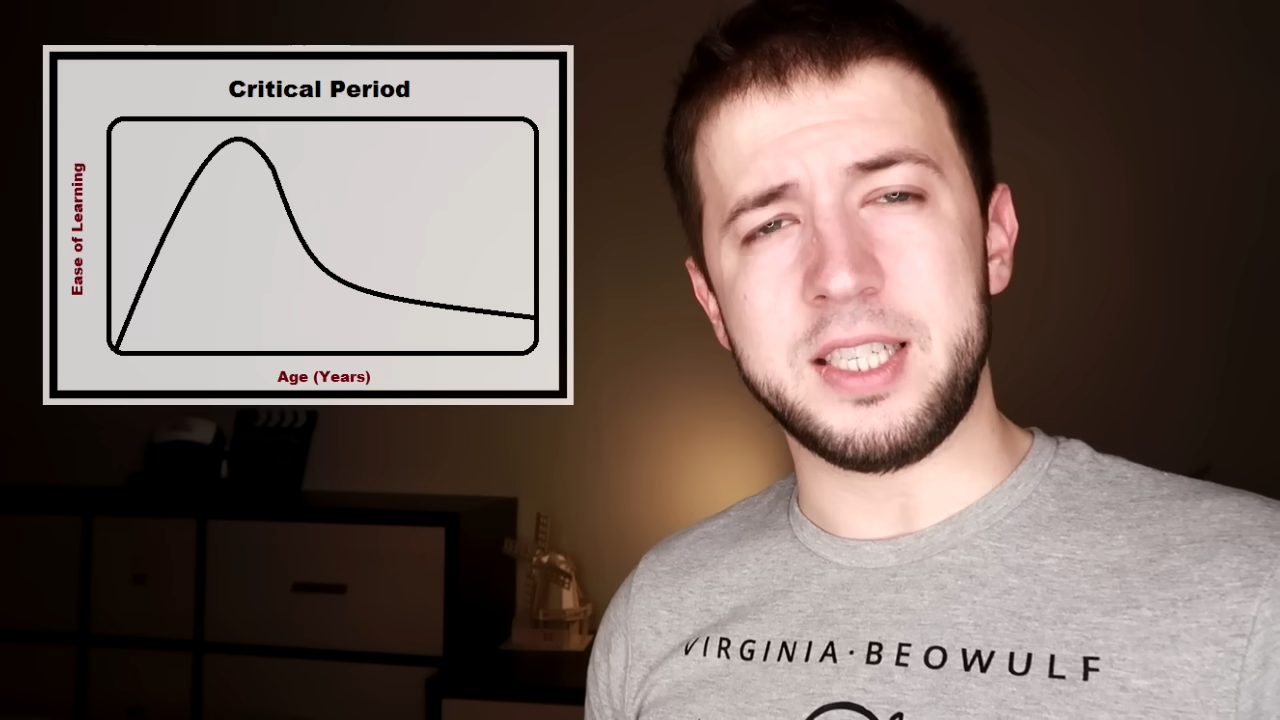 Critical Period
Ease of Learning
Age (Years)
VIRGINIA·BEOWULF